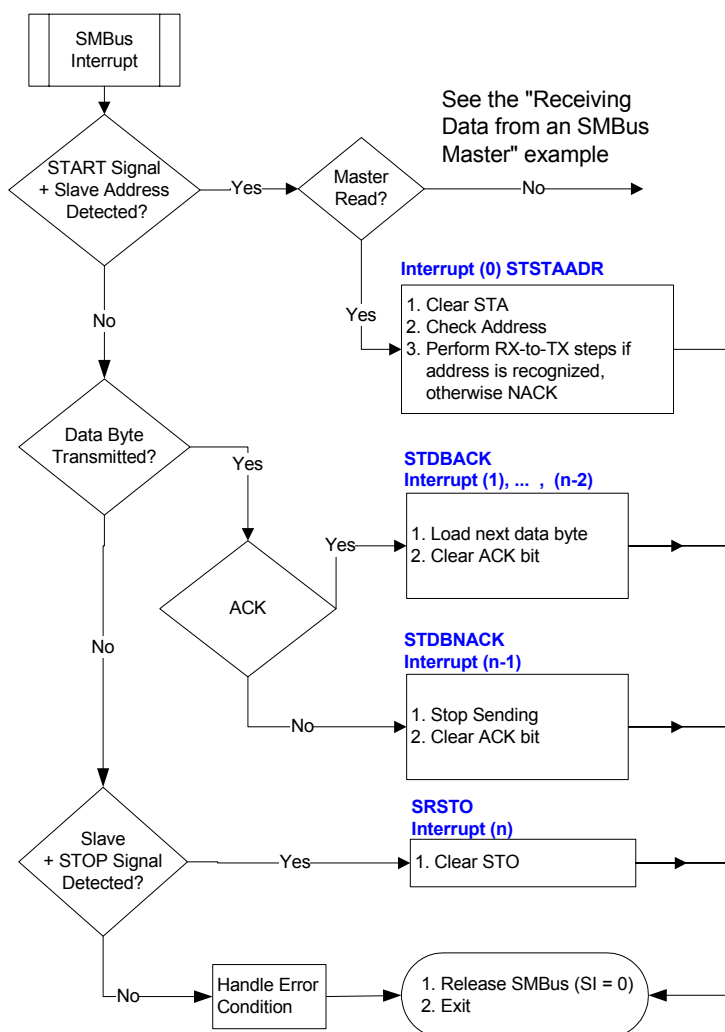 SMBus
Interrupt
See the "Receiving
Data from an SMBus
Master" example
START Signal
+ Slave Address
Detected?
Yes
Master
Read?
No
Interrupt (0) STSTAADR
Yes
1. Clear STA
2. Check Address
3. Perform RX-to-TX steps if
address is recognized,
otherwise NACK
No
Data Byte
Transmitted?
Yes
STDBACK
Interrupt (1), ... , (n-2)
Yes
1. Load next data byte
2. Clear ACK bit
ACK
No
STDBNACK
Interrupt (n-1)
No
1. Stop Sending
2. Clear ACK bit
SRSTO
Interrupt (n)
Slave
+ STOP Signal
Detected?
Yes
1. Clear STO
No
Handle Error
Condition
1. Release SMBus (SI = 0)
2. Exit